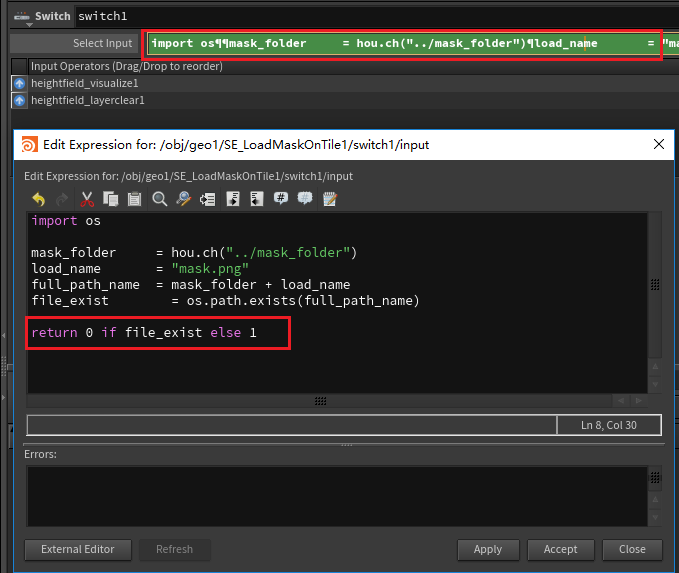 Switch switch1
Select Input import os¶¶mask_folder = hou.ch("../mask_folder")¶load_name = "ma
Input Operators (Drag/Drop to reorder)
heightfield_visualize1
heightfield_layerclear1
Edit Expression for: /obj/geo1/SE_LoadMaskOnTile1/switch1/input
Edit Expression for: /obj/geo1/SE_LoadMaskOnTile1/switch1/input
import os
mask_folder = hou.ch("../mask_folder")
load_name = "mask.png"
full_path_name = mask_folder + load_name
file_exist = os.path.exists(full_path_name)
return 0 if file_exist else 1
Ln 8, Col 30
Errors:
External Editor Refresh Apply Accept Close